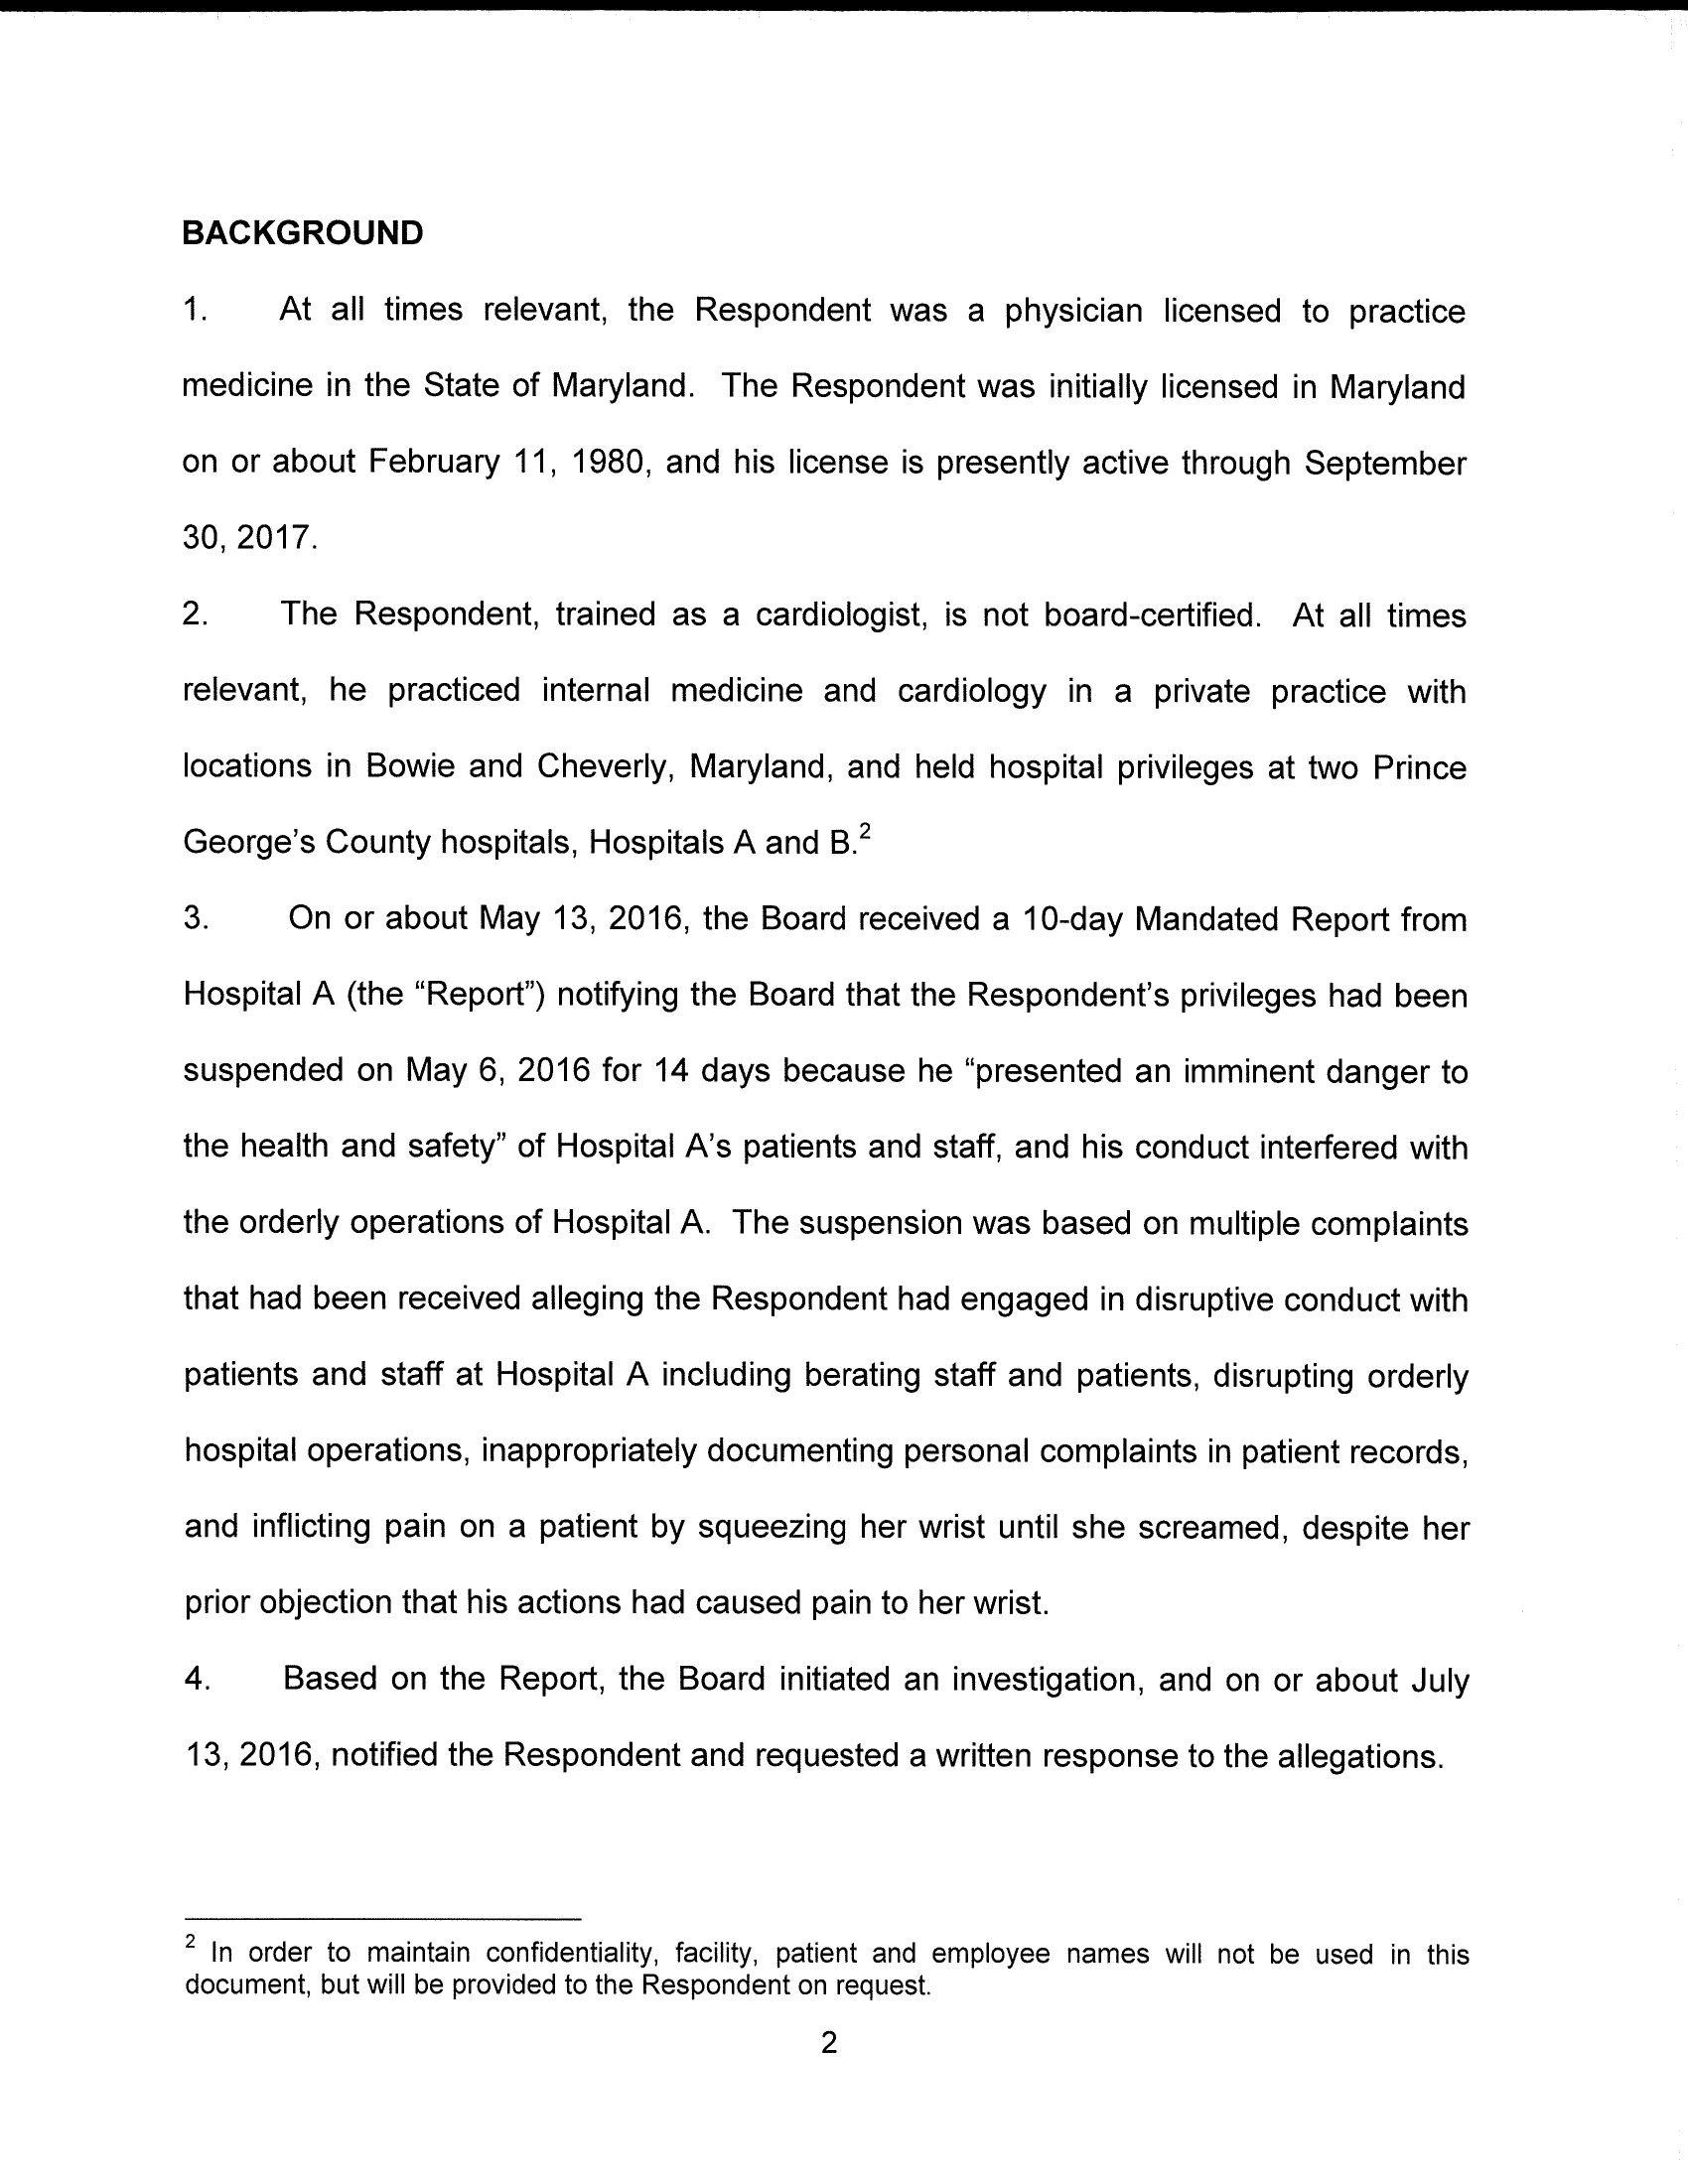 BACKGROUND
1. At all times relevant, the Respondent was a physician licensed to practice
medicine in the State of Maryland. The Respondent was initially licensed in Maryland
on or about February 11, 1980, and his license is presently active through September
30, 2017.
2. The Respondent, trained as a cardiologist, is not board-certified. At all times
relevant, he practiced internal medicine and cardiology in a private practice with
locations in Bowie and Cheverly, Maryland, and held hospital privileges at two Prince
George's County hospitals, Hospitals A and B.²
3. On or about May 13, 2016, the Board received a 10-day Mandated Report from
Hospital A (the “Report”) notifying the Board that the Respondent's privileges had been
suspended on May 6, 2016 for 14 days because he “presented an imminent danger to
the health and safety” of Hospital A's patients and staff, and his conduct interfered with
the orderly operations of Hospital A. The suspension was based on multiple complaints
that had been received alleging the Respondent had engaged in disruptive conduct with
patients and staff at Hospital A including berating staff and patients, disrupting orderly
hospital operations, inappropriately documenting personal complaints in patient records,
and inflicting pain on a patient by squeezing her wrist until she screamed, despite her
prior objection that his actions had caused pain to her wrist.
4. Based on the Report, the Board initiated an investigation, and on or about July
13, 2016, notified the Respondent and requested a written response to the allegations.
² In order to maintain confidentiality, facility, patient and employee names will not be used in this
document, but will be provided to the Respondent on request.
2